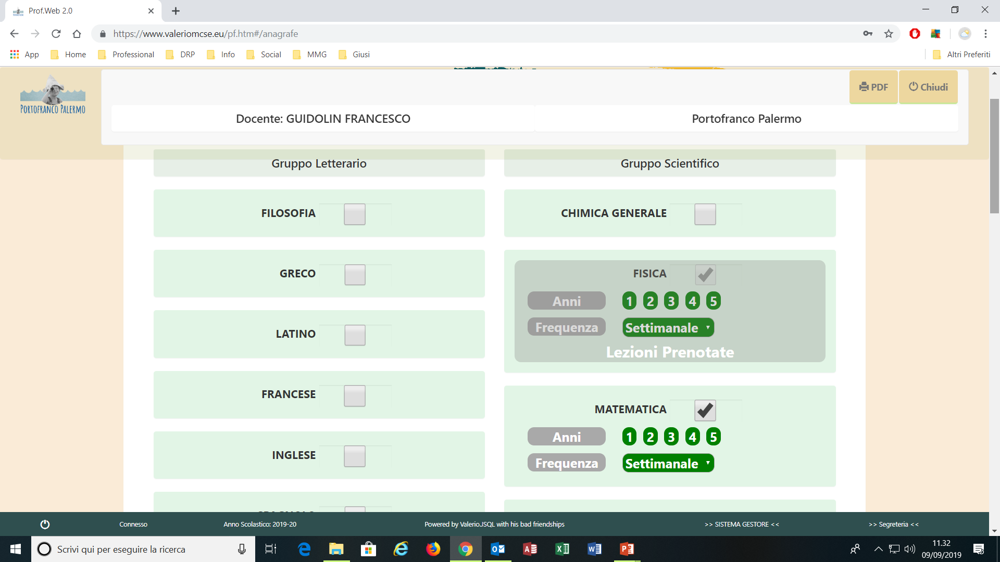 Prof.Web 2.0
https://www.valeriomcse.eu/pf.htm#/anagrafe
App Home Professional DRP Info Social MMG Giusi Altri Preferiti
PORTOFRANCO PALERMO
PDF Chiudi
Docente: GUIDOLIN FRANCESCO Portofranco Palermo
Gruppo Letterario
FILOSOFIA
GRECO
LATINO
FRANCESE
INGLESE
Gruppo Scientifico
CHIMICA GENERALE
FISICA
Anni 1 2 3 4 5
Frequenza Settimanale
Lezioni Prenotate
MATEMATICA
Anni 1 2 3 4 5
Frequenza Settimanale
Connesso Anno Scolastico: 2019-20 Powered by Valerio.JSQL with his bad friendships >> SISTEMA GESTORE << >> Segreteria <<
Scrivi qui per eseguire la ricerca
11.32
09/09/2019